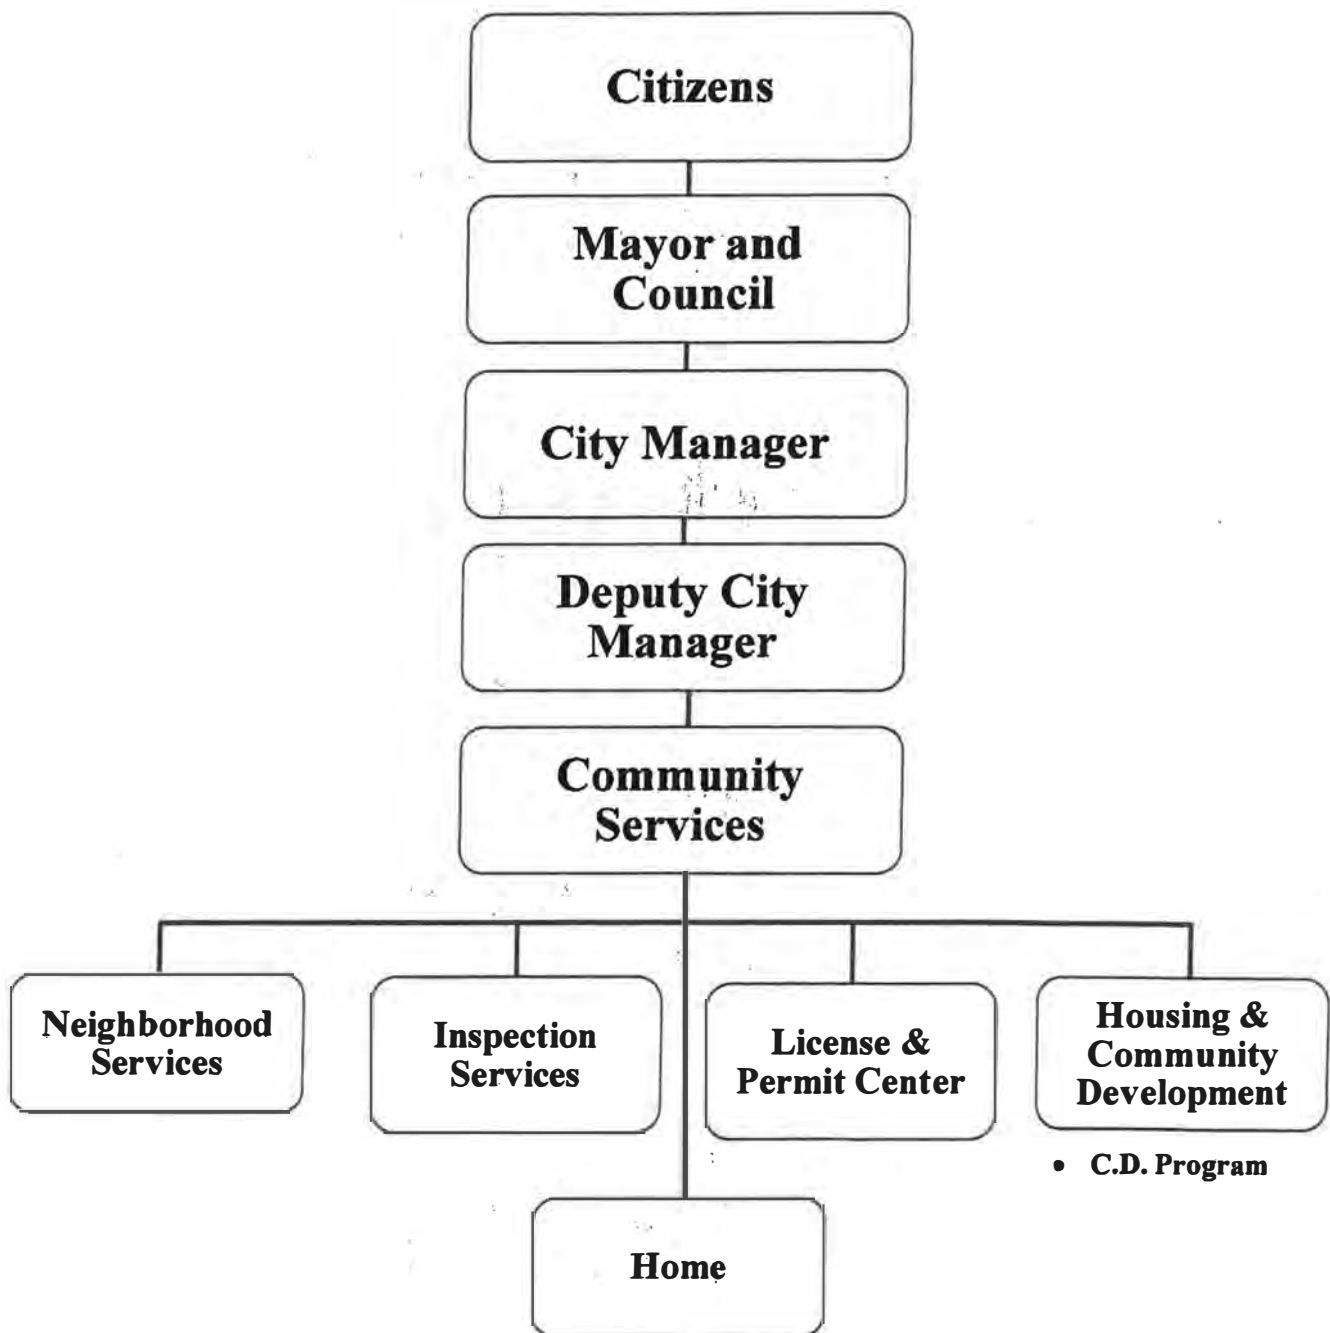 Citizens
Mayor and
Council
City Manager
Deputy City
Manager
Community
Services
Neighborhood
Services
Inspection
Services
License &
Permit Center
Housing &
Community
Development
• C.D. Program
Home